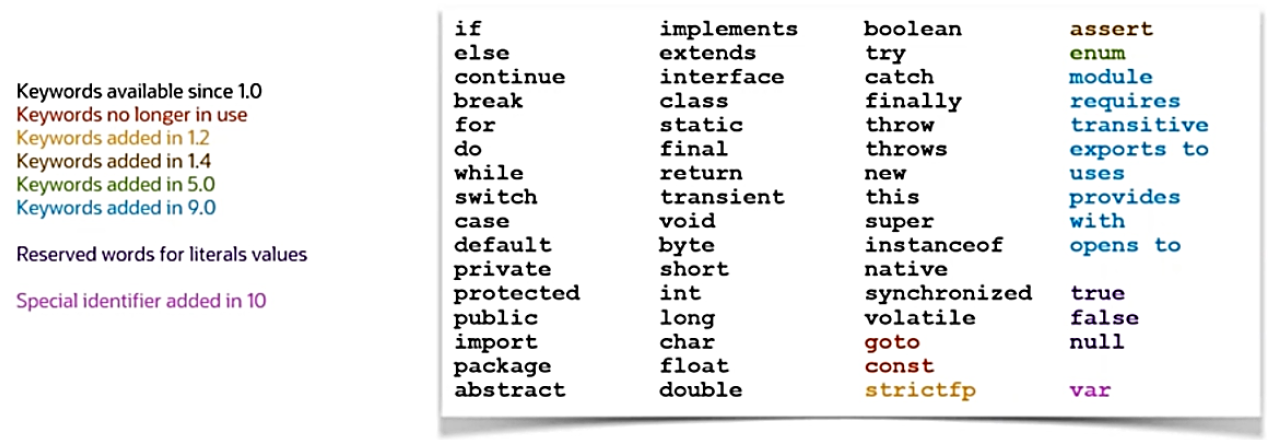 Keywords available since 1.0
Keywords no longer in use
Keywords added in 1.2
Keywords added in 1.4
Keywords added in 5.0
Keywords added in 9.0
Reserved words for literals values
Special identifier added in 10
if implements boolean assert
else extends try enum
continue interface catch module
break class finally requires
for static throw transitive
do final throws exports to
while return new uses
switch transient this provides
case void super with
default byte instanceof opens to
private short native
protected int synchronized true
public long volatile false
import char goto null
package float const
abstract double strictfp var